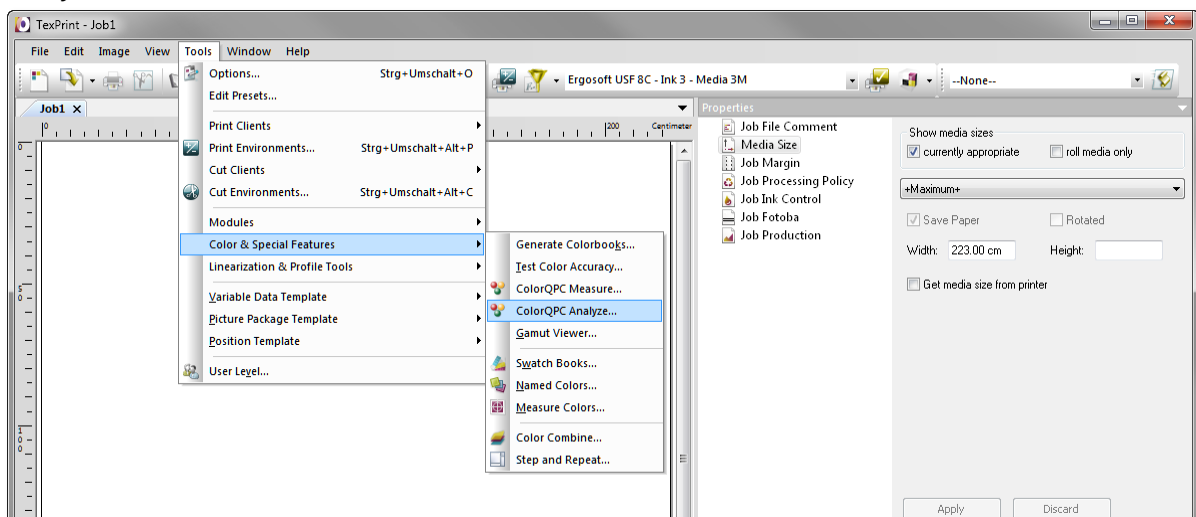 TexPrint - Job1
File Edit Image View Tools Window Help
Ergosoft USF 8C - Ink 3 - Media 3M
--None--
Job1
Options... Strg+Umschalt+O
Edit Presets...
Print Clients
Print Environments... Strg+Umschalt+Alt+P
Cut Clients
Cut Environments... Strg+Umschalt+Alt+C
Modules
Color & Special Features
Linearization & Profile Tools
Variable Data Template
Picture Package Template
Position Template
User Level...
Generate Colorbooks...
Test Color Accuracy...
ColorQPC Measure...
ColorQPC Analyze...
Gamut Viewer...
Swatch Books...
Named Colors...
Measure Colors...
Color Combine...
Step and Repeat...
0 200 Centimeter
0
50
100
Properties
Job File Comment
Media Size
Job Margin
Job Processing Policy
Job Ink Control
Job Fotoba
Job Production
Show media sizes
currently appropriate roll media only
+Maximum+
Save Paper Rotated
Width: 223.00 cm Height:
Get media size from printer
Apply Discard